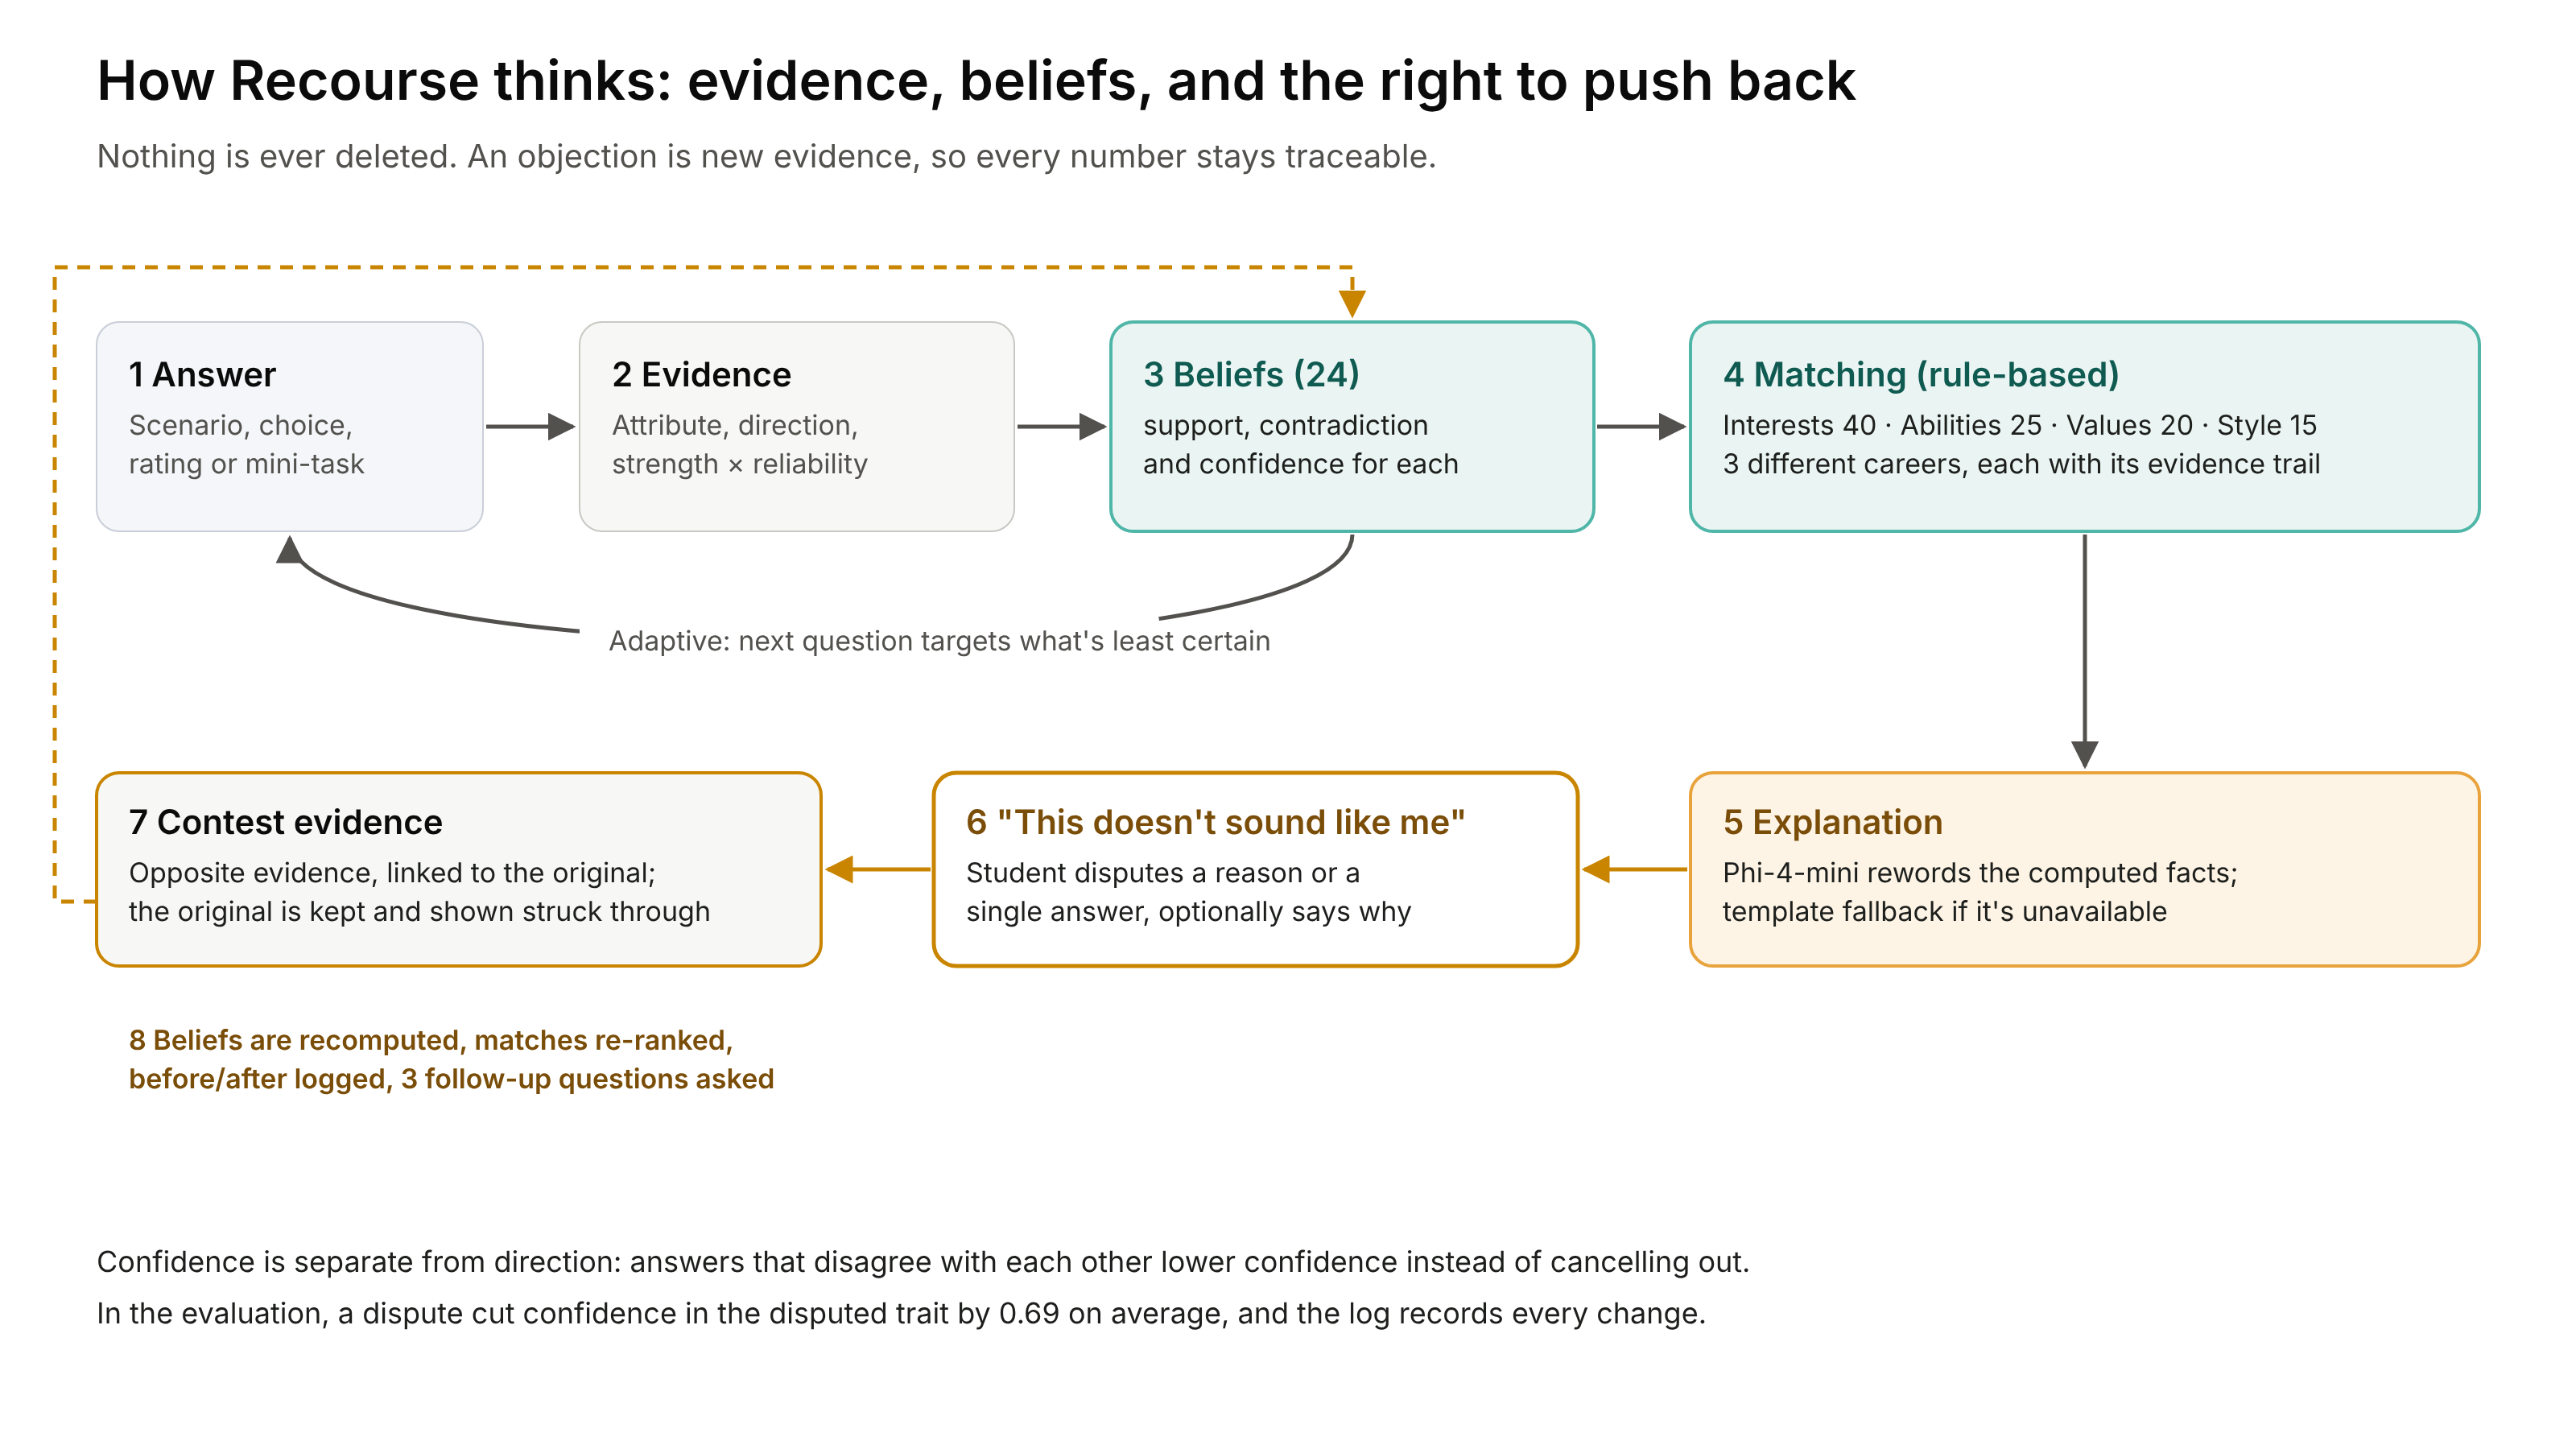 How Recourse thinks: evidence, beliefs, and the right to push back
Nothing is ever deleted. An objection is new evidence, so every number stays traceable.
1 Answer
Scenario, choice,
rating or mini-task
2 Evidence
Attribute, direction,
strength × reliability
3 Beliefs (24)
support, contradiction
and confidence for each
4 Matching (rule-based)
Interests 40 · Abilities 25 · Values 20 · Style 15
3 different careers, each with its evidence trail
Adaptive: next question targets what's least certain
5 Explanation
Phi-4-mini rewords the computed facts;
template fallback if it's unavailable
6 "This doesn't sound like me"
Student disputes a reason or a
single answer, optionally says why
7 Contest evidence
Opposite evidence, linked to the original;
the original is kept and shown struck through
8 Beliefs are recomputed, matches re-ranked,
before/after logged, 3 follow-up questions asked
Confidence is separate from direction: answers that disagree with each other lower confidence instead of cancelling out.
In the evaluation, a dispute cut confidence in the disputed trait by 0.69 on average, and the log records every change.